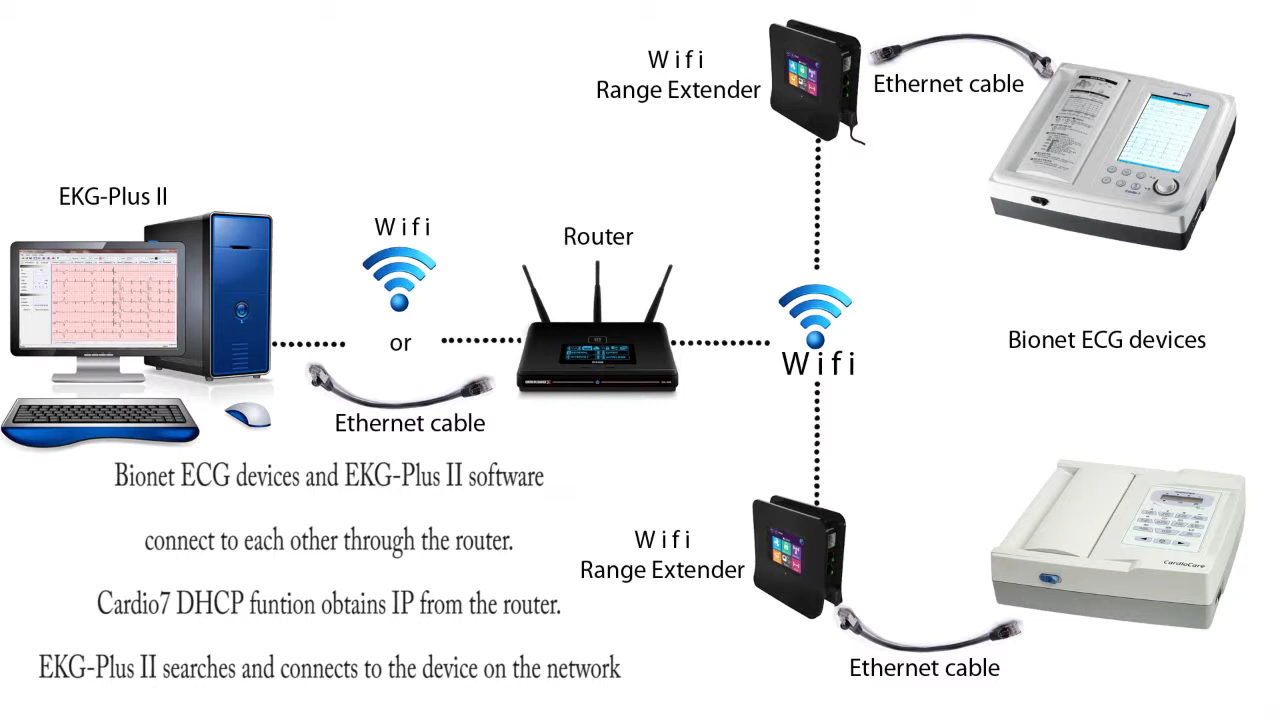 Wifi
Range Extender
Ethernet cable
EKG-Plus II
Wifi
or
Ethernet cable
Router
Wifi
Bionet ECG devices
Bionet ECG devices and EKG-Plus II software
connect to each other through the router.
Cardio7 DHCP funtion obtains IP from the router.
EKG-Plus II searches and connects to the device on the network
Wifi
Range Extender
CardioCare
Ethernet cable